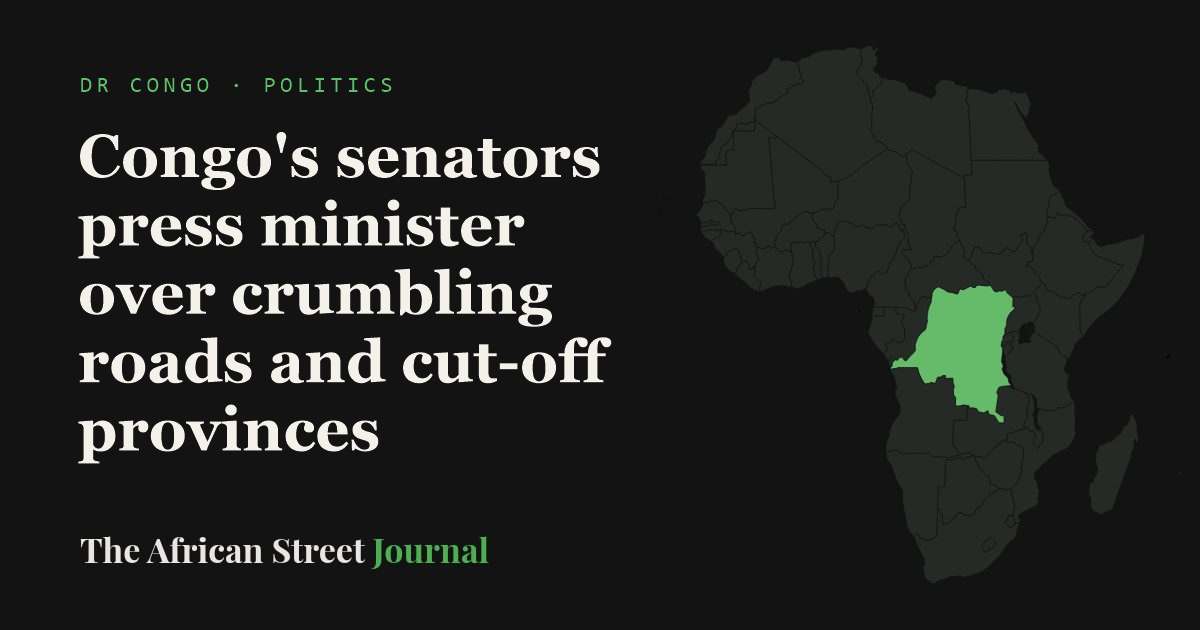 DR CONGO · POLITICS
Congo's senators
press minister
over crumbling
roads and cut-off
provinces
The African Street Journal